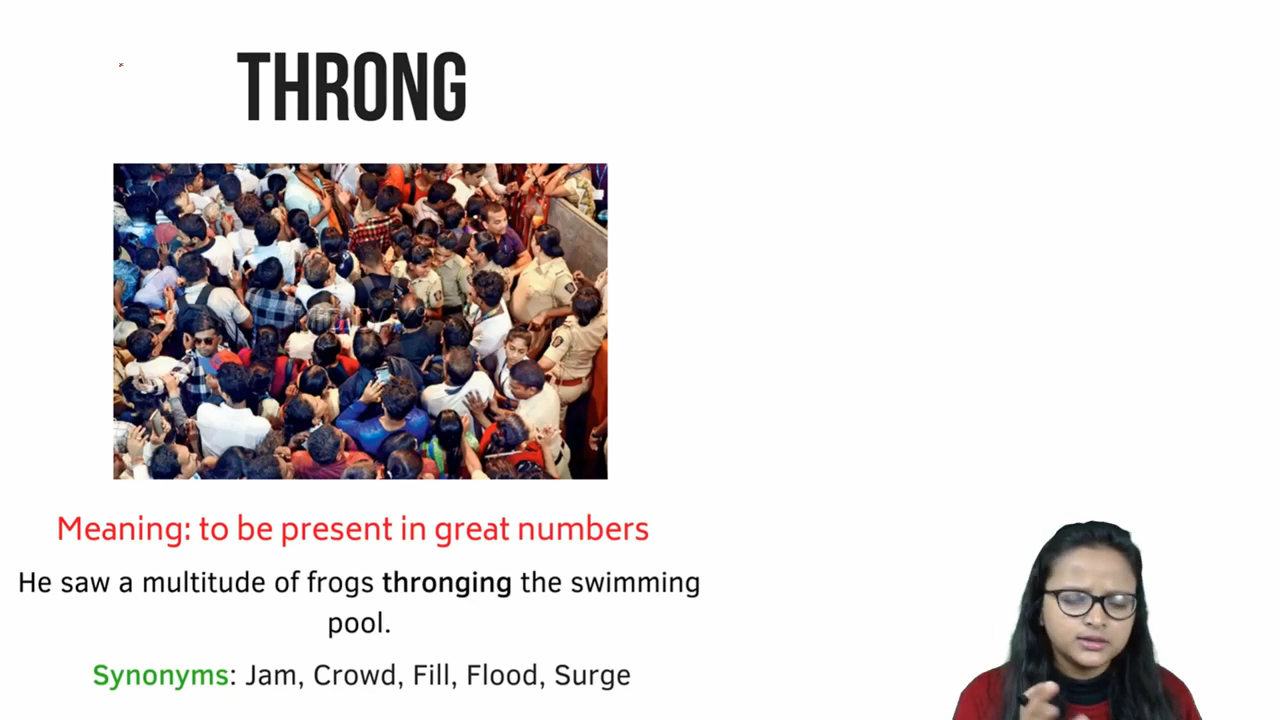 THRONG
Meaning: to be present in great numbers
He saw a multitude of frogs thronging the swimming
pool.
Synonyms: Jam, Crowd, Fill, Flood, Surge